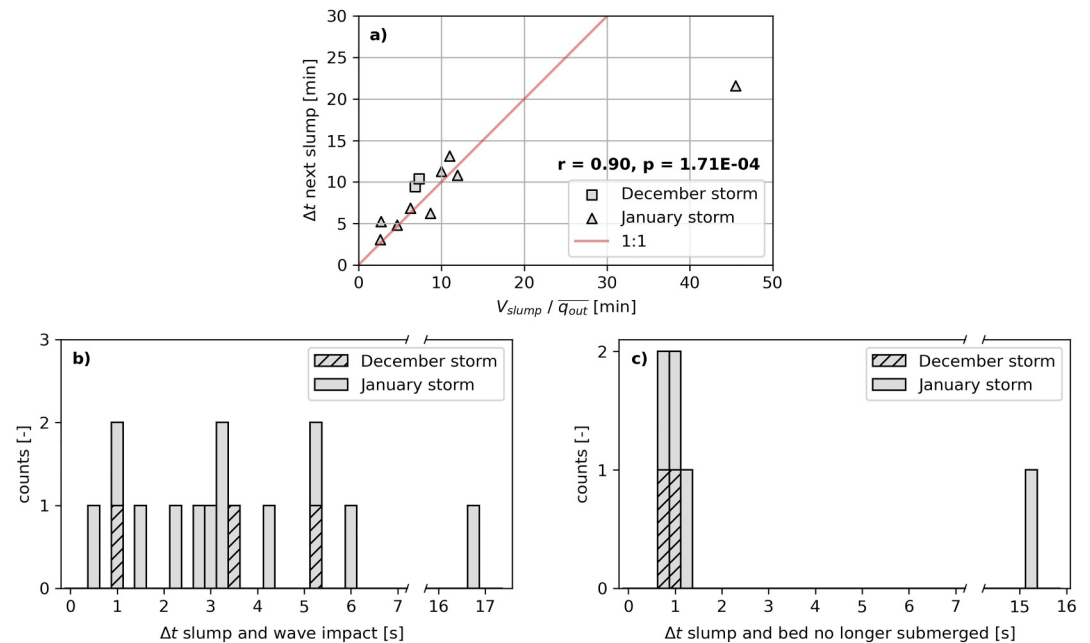 a)
30
25
20
15
10
5
0
Δt next slump [min]
r = 0.90, p = 1.71E-04
December storm
January storm
1:1
0 10 20 30 40 50
V_slump / q̅_out [min]
b)
3
2
1
0
counts [-]
December storm
January storm
0 1 2 3 4 5 6 7 16 17
Δt slump and wave impact [s]
c)
2
1
0
counts [-]
December storm
January storm
0 1 2 3 4 5 6 7 15 16
Δt slump and bed no longer submerged [s]